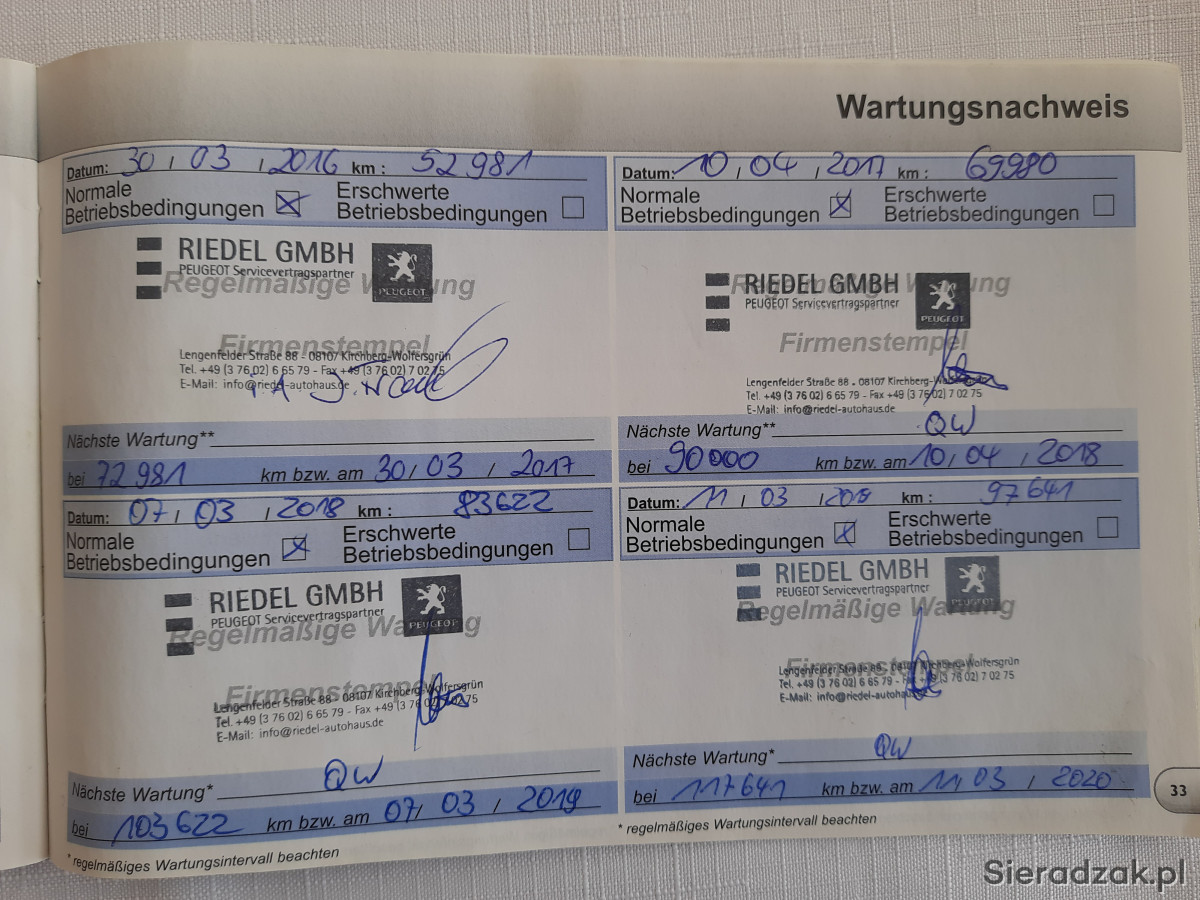 Wartungsnachweis
Datum: 30 / 03 / 2016 km : 52981
Normale Betriebsbedingungen
Erschwerte Betriebsbedingungen
RIEDEL GMBH
PEUGEOT Servicevertragspartner
PEUGEOT
Regelmäßige Wartung
Firmenstempel
Lengenfelder Straße 88 - 08107 Kirchberg-Wolfersgrün
Tel. +49 (3 76 02) 6 65 79 - Fax +49 (3 76 02) 7 02 75
E-Mail: info@riedel-autohaus.de
i.A.
Nächste Wartung**
bei 72981 km bzw. am 30/ 03 / 2017
Datum: 10 / 04 / 2017 km : 69980
Normale Betriebsbedingungen
Erschwerte Betriebsbedingungen
RIEDEL GMBH
PEUGEOT Servicevertragspartner
PEUGEOT
Regelmäßige Wartung
Firmenstempel
Lengenfelder Straße 88 - 08107 Kirchberg-Wolfersgrün
Tel. +49 (3 76 02) 6 65 79 - Fax +49 (3 76 02) 7 02 75
E-Mail: info@riedel-autohaus.de
Nächste Wartung** QW
bei 90000 km bzw. am 10/ 04 / 2018
Datum: 07 / 03 / 2018 km : 83622
Normale Betriebsbedingungen
Erschwerte Betriebsbedingungen
RIEDEL GMBH
PEUGEOT Servicevertragspartner
PEUGEOT
Regelmäßige Wartung
Firmenstempel
Lengenfelder Straße 88 - 08107 Kirchberg-Wolfersgrün
Tel. +49 (3 76 02) 6 65 79 - Fax +49 (3 76 02) 7 02 75
E-Mail: info@riedel-autohaus.de
Nächste Wartung* QW
bei 103622 km bzw. am 07/ 03 / 2019
* regelmäßiges Wartungsintervall beachten
Datum: 11 / 03 / km : 97641
Normale Betriebsbedingungen
Erschwerte Betriebsbedingungen
RIEDEL GMBH
PEUGEOT Servicevertragspartner
PEUGEOT
Regelmäßige Wartung
Firmenstempel
Lengenfelder Straße 88 - 08107 Kirchberg-Wolfersgrün
Tel. +49 (3 76 02) 6 65 79 - Fax +49 (3 76 02) 7 02 75
E-Mail: info@riedel-autohaus.de
Nächste Wartung* QW
bei 117641 km bzw. am 11/ 03 / 2020
* regelmäßiges Wartungsintervall beachten
33
Sieradzak.pl